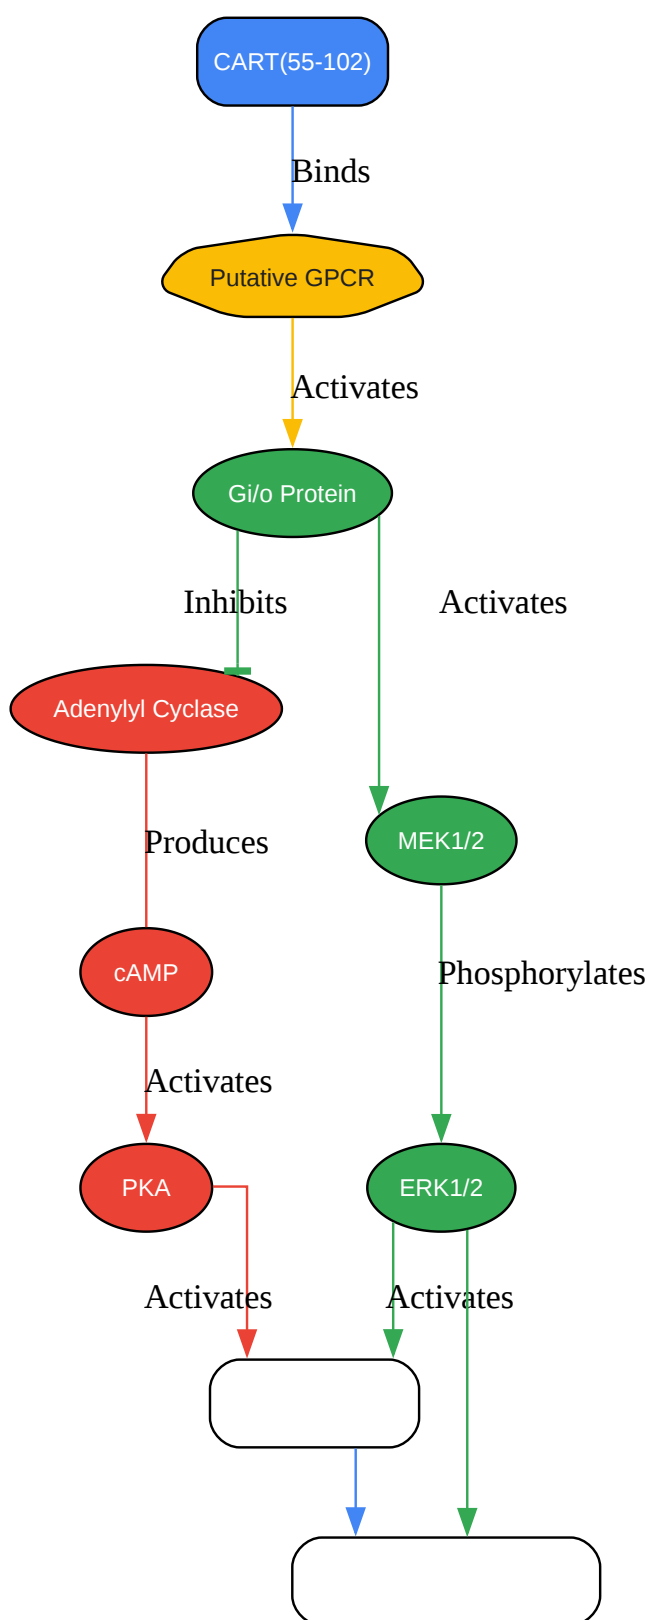 CART(55-102)
Binds
Putative GPCR
Activates
Gi/o Protein
Inhibits
Activates
Adenylyl Cyclase
Produces
MEK1/2
cAMP
Phosphorylates
Activates
PKA
ERK1/2
Activates
Activates